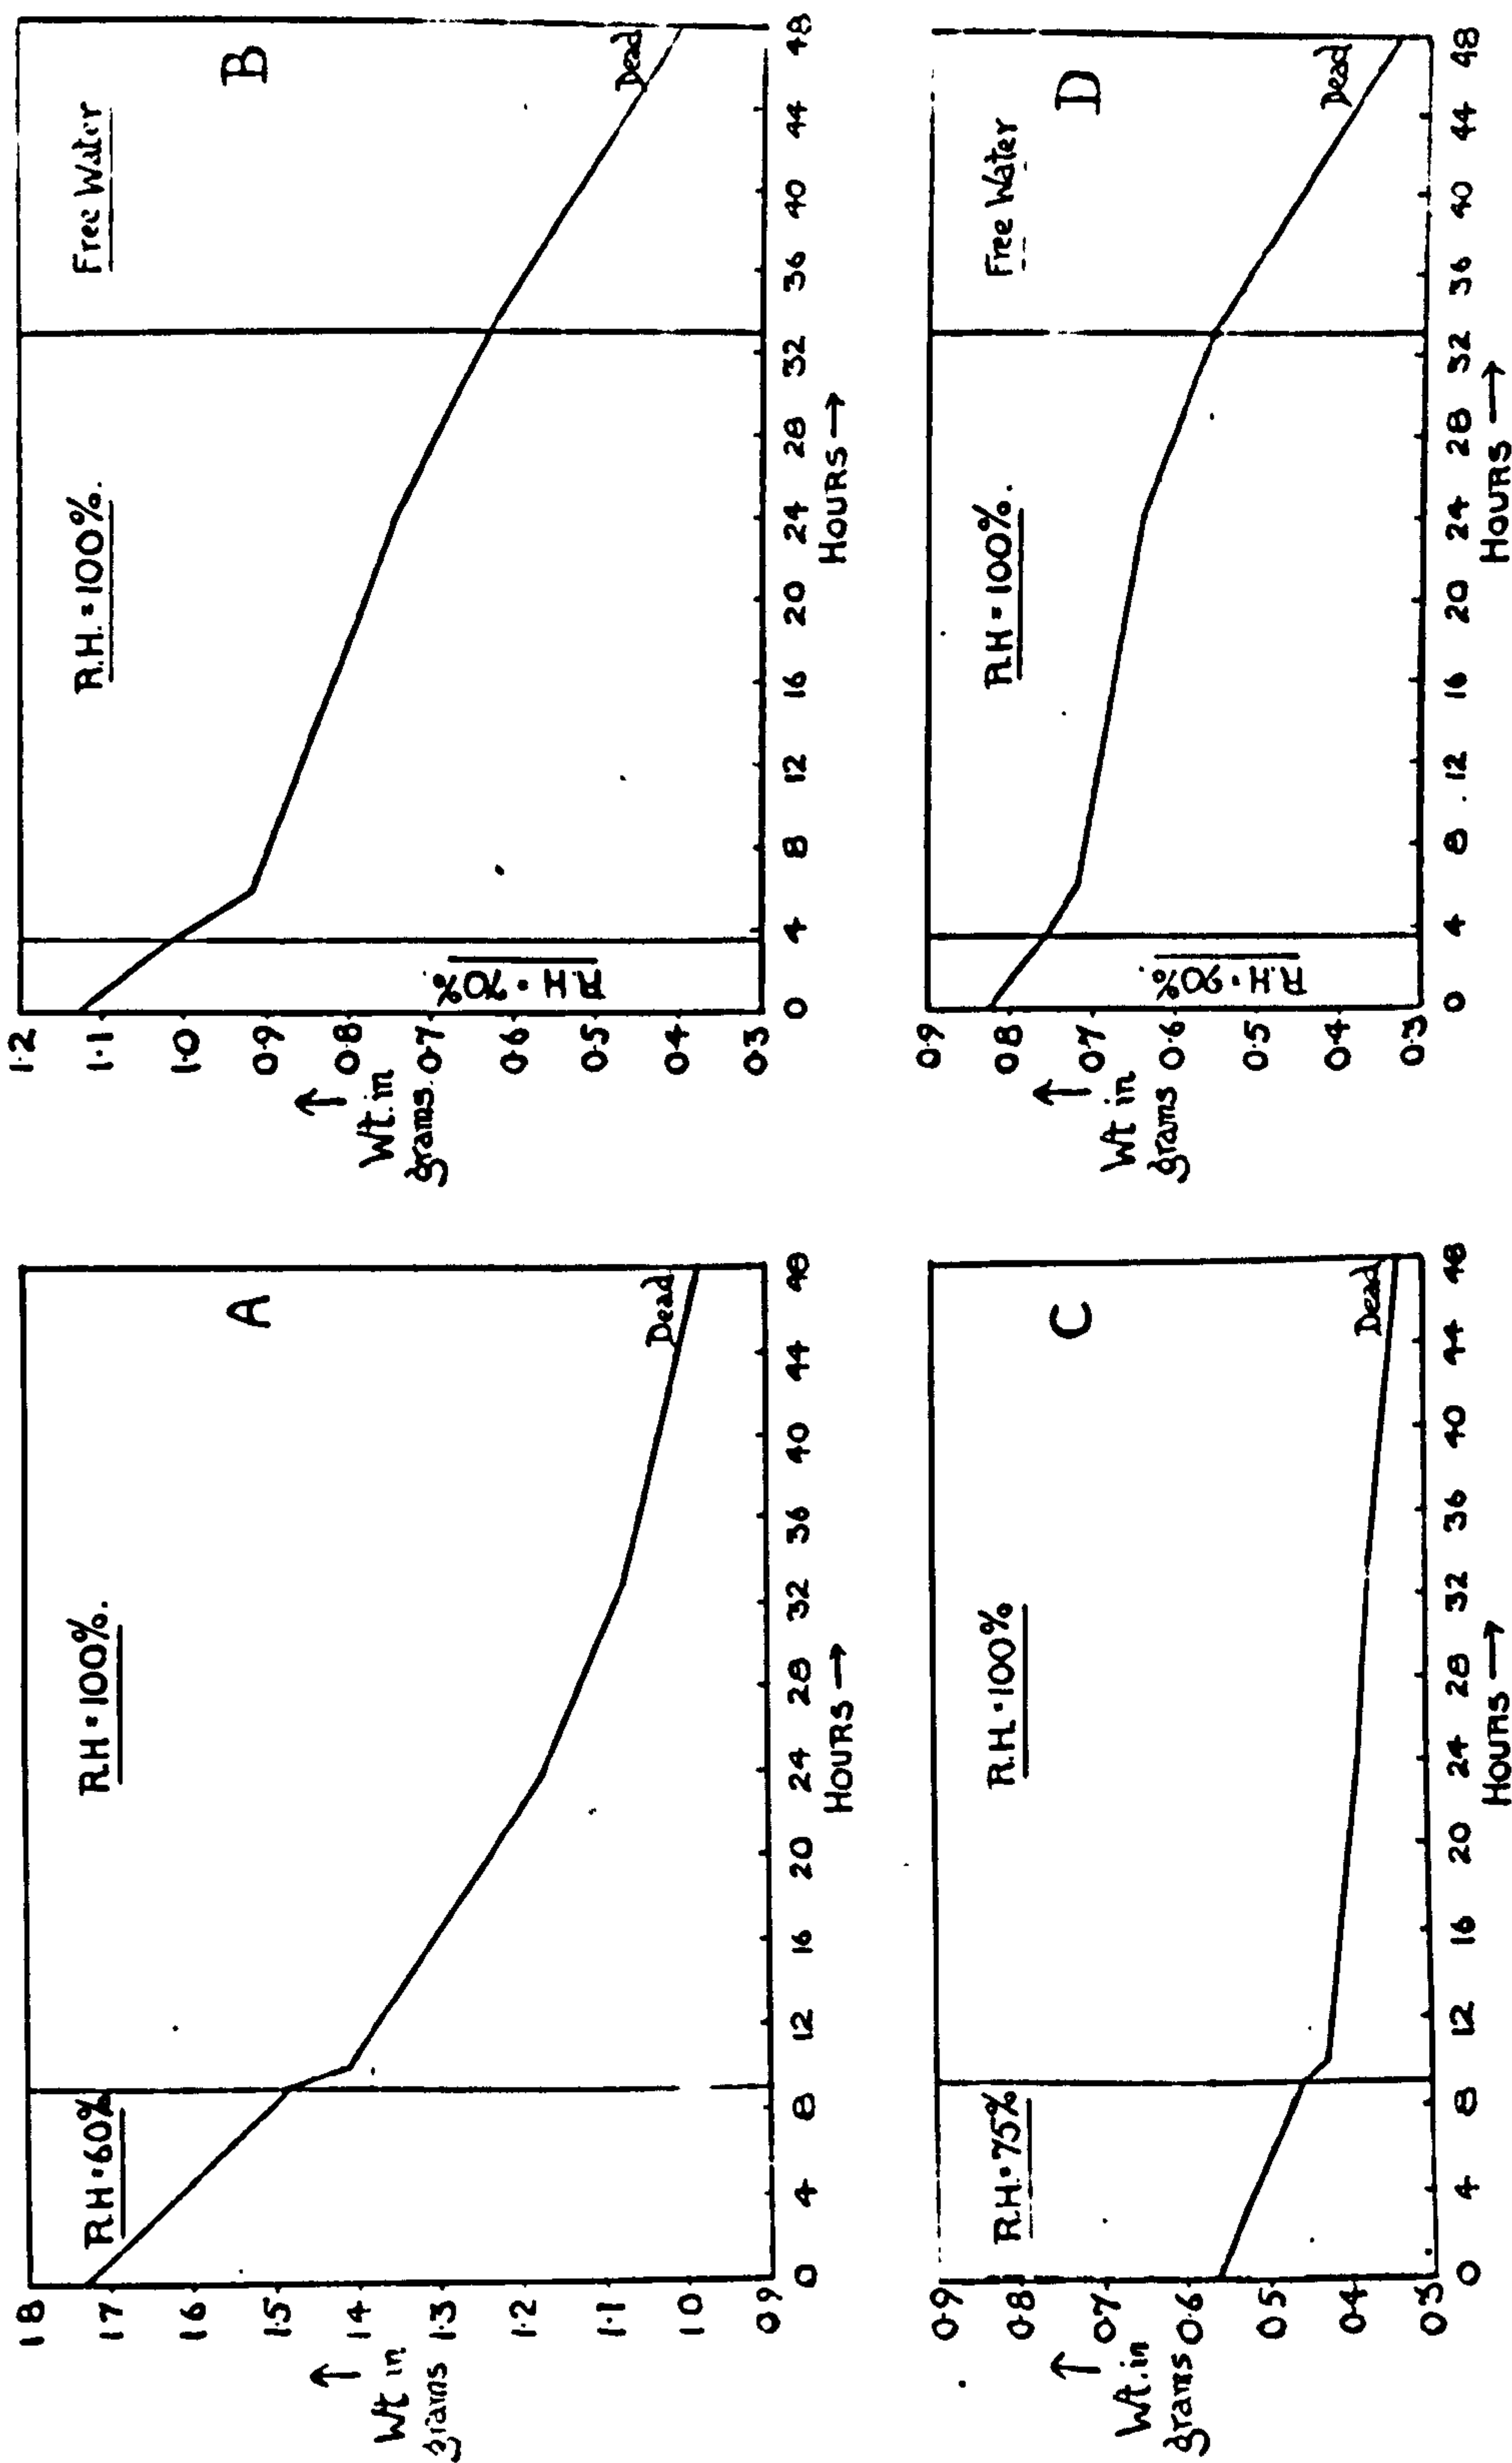 1·8
1·7
1·6
1·5
1·4
1·3
1·2
1·1
1·0
0·9
↑
Wt in
grams
R.H=60%
R.H=100%.
A
Dead
0 4 8 12 16 20 24 28 32 36 40 44 48
HOURS →
1·2
1·1
1·0
0·9
0·8
0·7
0·6
0·5
0·4
0·3
↑
Wt. in
grams.
R.H=70%
R.H.=100%.
Free Water
B
Dead
0 4 8 12 16 20 24 28 32 36 40 44 48
HOURS →
0·9
0·8
0·7
0·6
0·5
0·4
0·3
↑
Wt. in
grams
R.H=75%
R.H.=100%
C
Dead
0 4 8 12 16 20 24 28 32 36 40 44 48
HOURS →
0·9
0·8
0·7
0·6
0·5
0·4
0·3
↑
Wt in
grams
R.H=90%.
R.H=100%.
Free Water
D
Dead
0 4 8 12 16 20 24 28 32 36 40 44 48
HOURS →